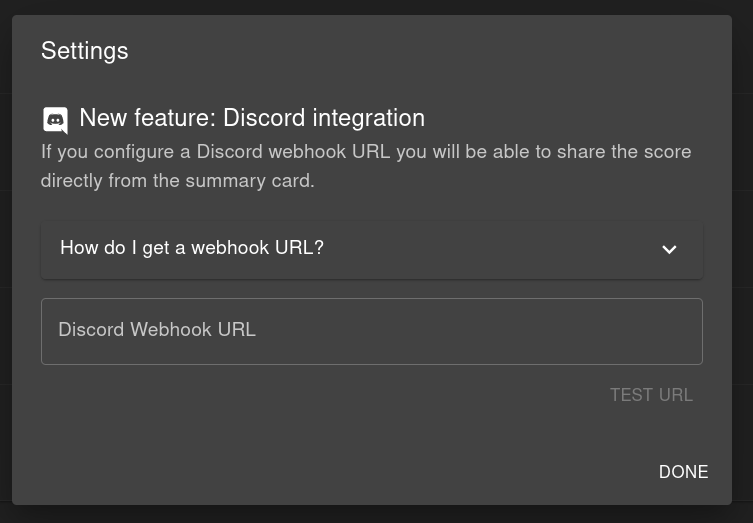 Settings
New feature: Discord integration
If you configure a Discord webhook URL you will be able to share the score
directly from the summary card.
How do I get a webhook URL?
Discord Webhook URL
TEST URL
DONE